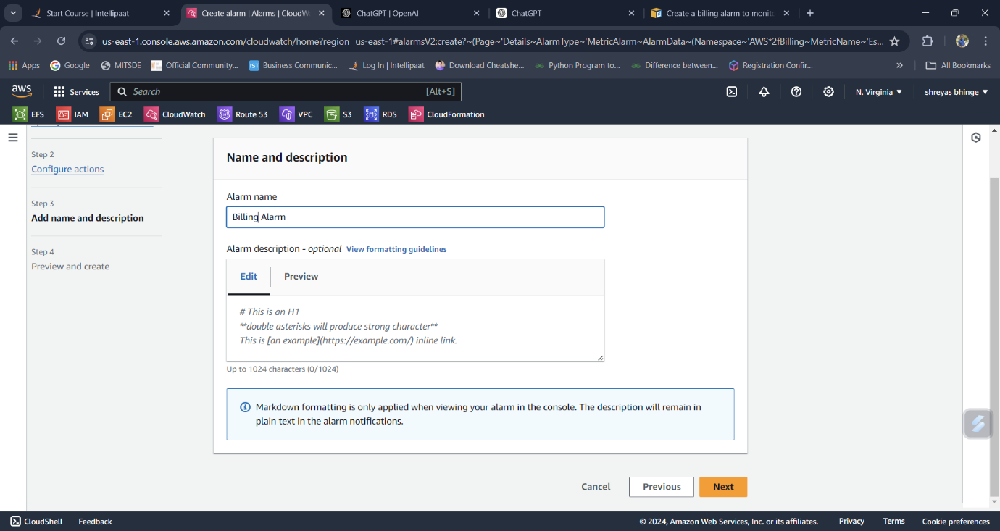 Start Course | Intellipaat
Create alarm | Alarms | CloudW
ChatGPT | OpenAI
ChatGPT
Create a billing alarm to monito
us-east-1.console.aws.amazon.com/cloudwatch/home?region=us-east-1#alarmsV2:create?~(Page~'Details~AlarmType~'MetricAlarm~AlarmData~(Namespace~'AWS*2fBilling~MetricName~'Es...
Apps
Google
MITSDE
Official Community...
IST Business Communic...
Log In | Intellipaat
Download Cheatshe...
Python Program to...
Difference between...
Registration Confir...
All Bookmarks
aws
Services
Search
[Alt+S]
N. Virginia
shreyas bhinge
EFS
IAM
EC2
CloudWatch
Route 53
VPC
S3
RDS
CloudFormation
Step 2
Configure actions
Step 3
Add name and description
Step 4
Preview and create
Name and description
Alarm name
Billing Alarm
Alarm description - optional View formatting guidelines
Edit
Preview
# This is an H1
**double asterisks will produce strong character**
This is [an example](https://example.com/) inline link.
Up to 1024 characters (0/1024)
Markdown formatting is only applied when viewing your alarm in the console. The description will remain in
plain text in the alarm notifications.
Cancel
Previous
Next
CloudShell
Feedback
© 2024, Amazon Web Services, Inc. or its affiliates.
Privacy
Terms
Cookie preferences